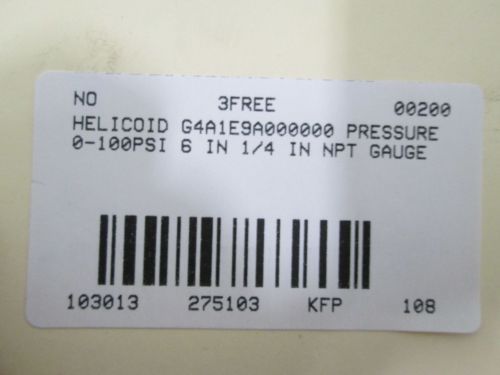 NO 3FREE 00200
HELICOID G4A1E9A000000 PRESSURE
0-100PSI 6 IN 1/4 IN NPT GAUGE
103013 275103 KFP 108